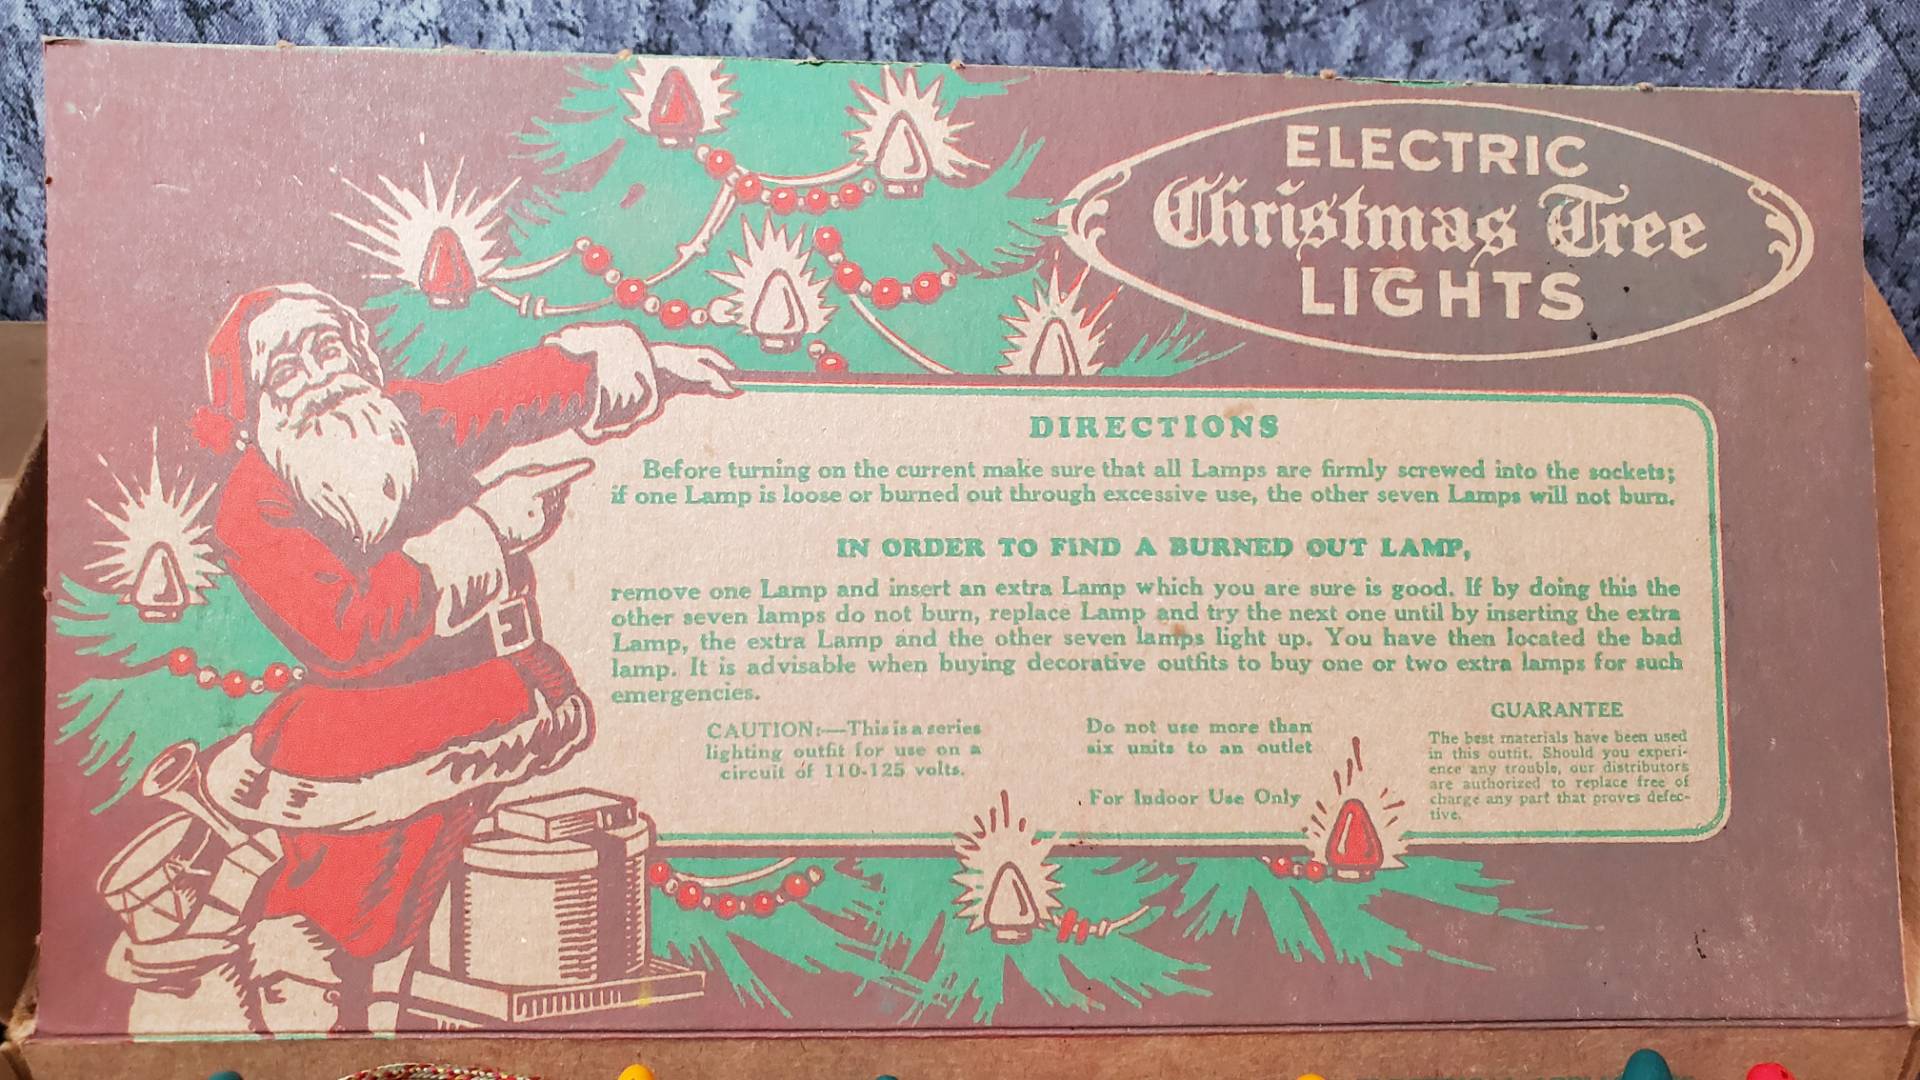 ELECTRIC
Christmas Tree
LIGHTS
DIRECTIONS
Before turning on the current make sure that all Lamps are firmly screwed into the sockets;
if one Lamp is loose or burned out through excessive use, the other seven Lamps will not burn.
IN ORDER TO FIND A BURNED OUT LAMP,
remove one Lamp and insert an extra Lamp which you are sure is good. If by doing this the
other seven lamps do not burn, replace Lamp and try the next one until by inserting the extra
Lamp, the extra Lamp and the other seven lamps light up. You have then located the bad
lamp. It is advisable when buying decorative outfits to buy one or two extra lamps for such
emergencies.
CAUTION:—This is a series
lighting outfit for use on a
circuit of 110-125 volts.
Do not use more than
six units to an outlet
For Indoor Use Only
GUARANTEE
The best materials have been used
in this outfit. Should you experi-
ence any trouble, our distributors
are authorized to replace free of
charge any part that proves defec-
tive.